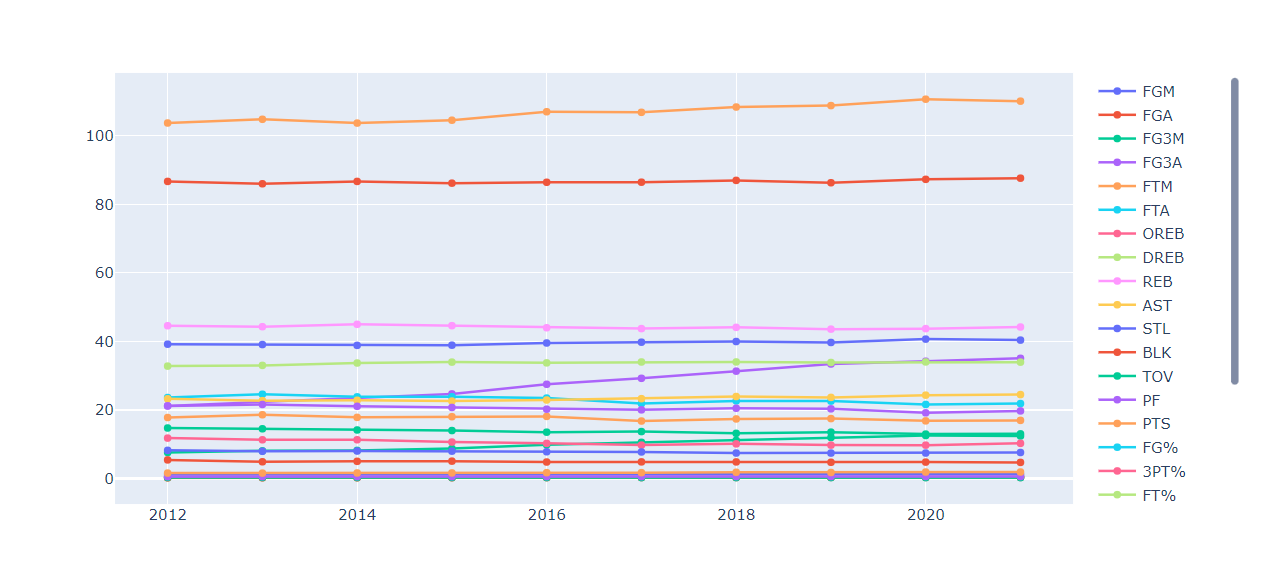 100
80
60
40
20
0
2012
2014
2016
2018
2020
FGM
FGA
FG3M
FG3A
FTM
FTA
OREB
DREB
REB
AST
STL
BLK
TOV
PF
PTS
FG%
3PT%
FT%